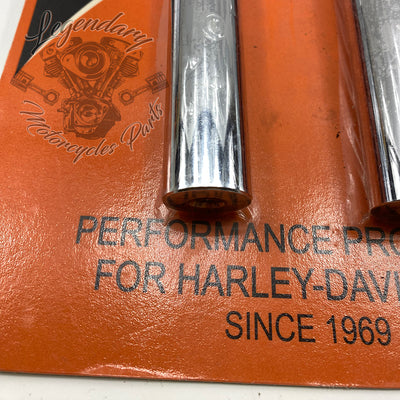 Legendary
Motorcycles Parts
PERFORMANCE PRO
FOR HARLEY-DAV
SINCE 1969